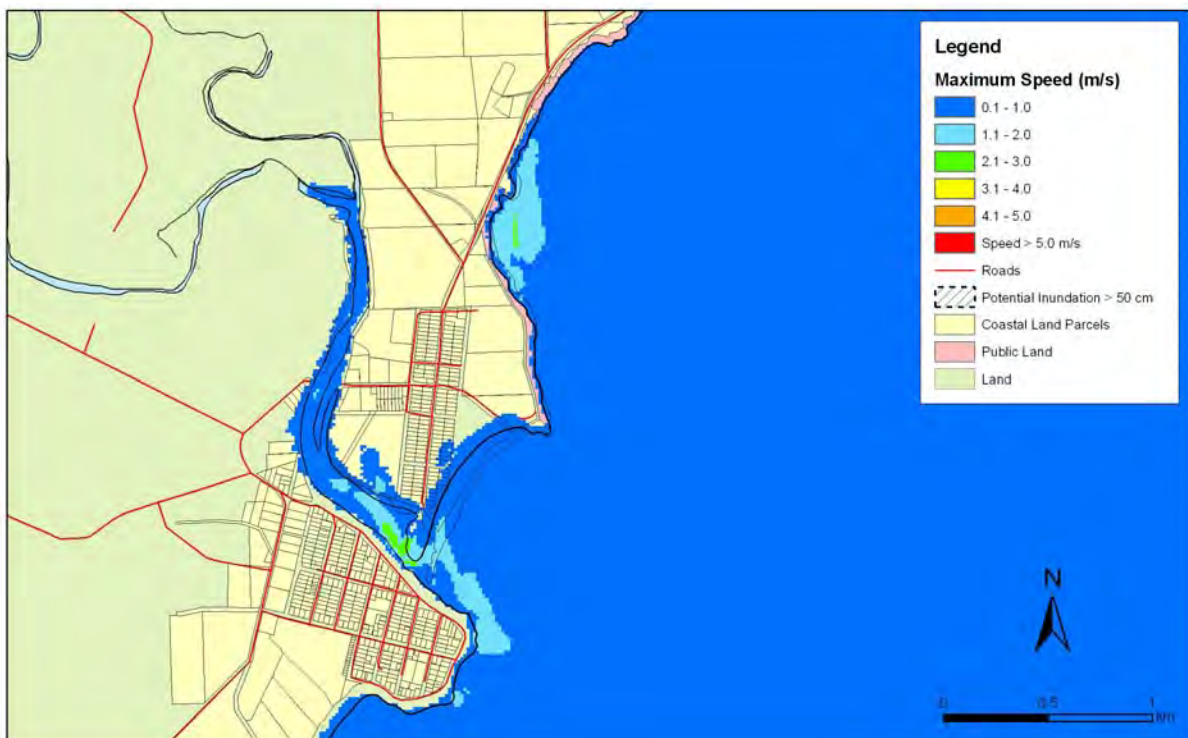 Legend
Maximum Speed (m/s)
0.1 - 1.0
1.1 - 2.0
2.1 - 3.0
3.1 - 4.0
4.1 - 5.0
Speed > 5.0 m/s
Roads
Potential Inundation > 50 cm
Coastal Land Parcels
Public Land
Land
N
0 0.5 1
km